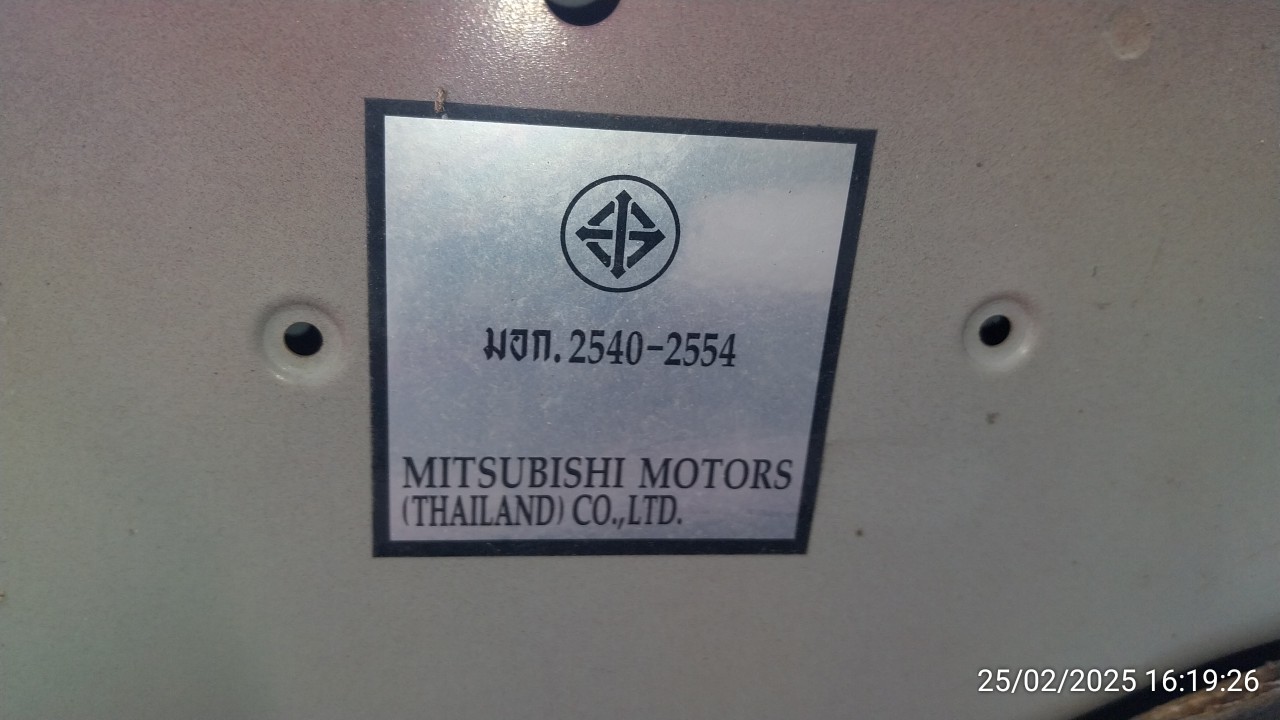 มอก. 2540-2554
MITSUBISHI MOTORS
(THAILAND) CO.,LTD.
25/02/2025 16:19:26